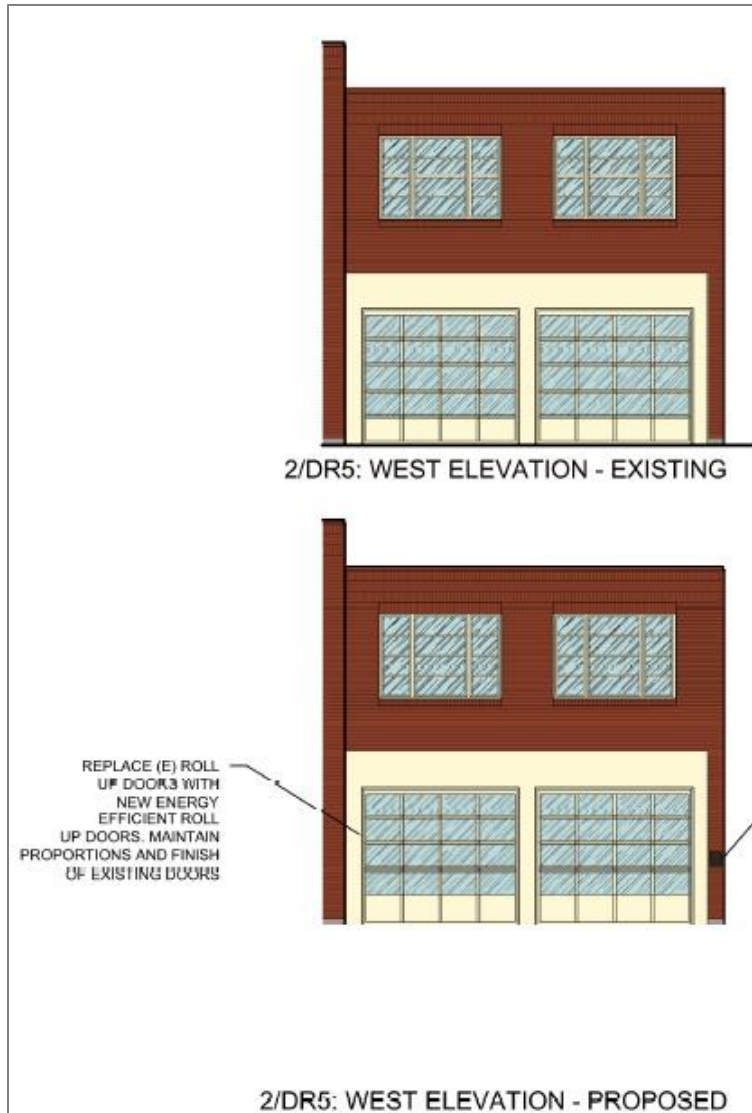 2/DR5: WEST ELEVATION - EXISTING
REPLACE (E) ROLL
UP DOORS WITH
NEW ENERGY
EFFICIENT ROLL
UP DOORS. MAINTAIN
PROPORTIONS AND FINISH
OF EXISTING DOORS
2/DR5: WEST ELEVATION - PROPOSED